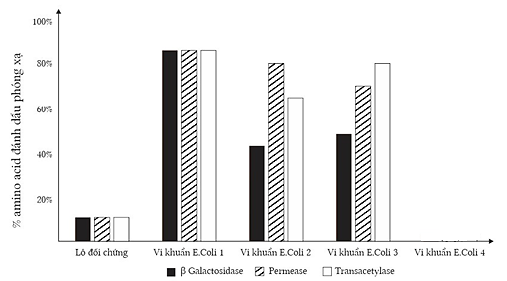 % amino acid đánh dấu phóng xạ
100%
80%
60%
40%
20%
Lô đối chứng
Vi khuẩn E.Coli 1
Vi khuẩn E.Coli 2
Vi khuẩn E.Coli 3
Vi khuẩn E.Coli 4
β Galactosidase
Permease
Transacetylase